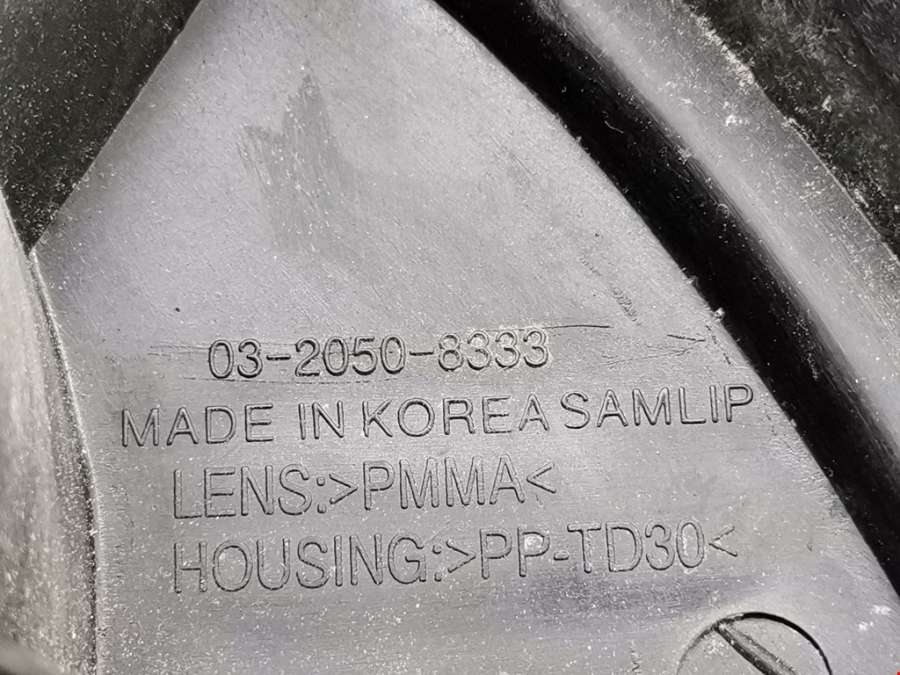 03-2050-8333
MADE IN KOREA SAMLIP
LENS:>PMMA<
HOUSING:>PP-TD30<